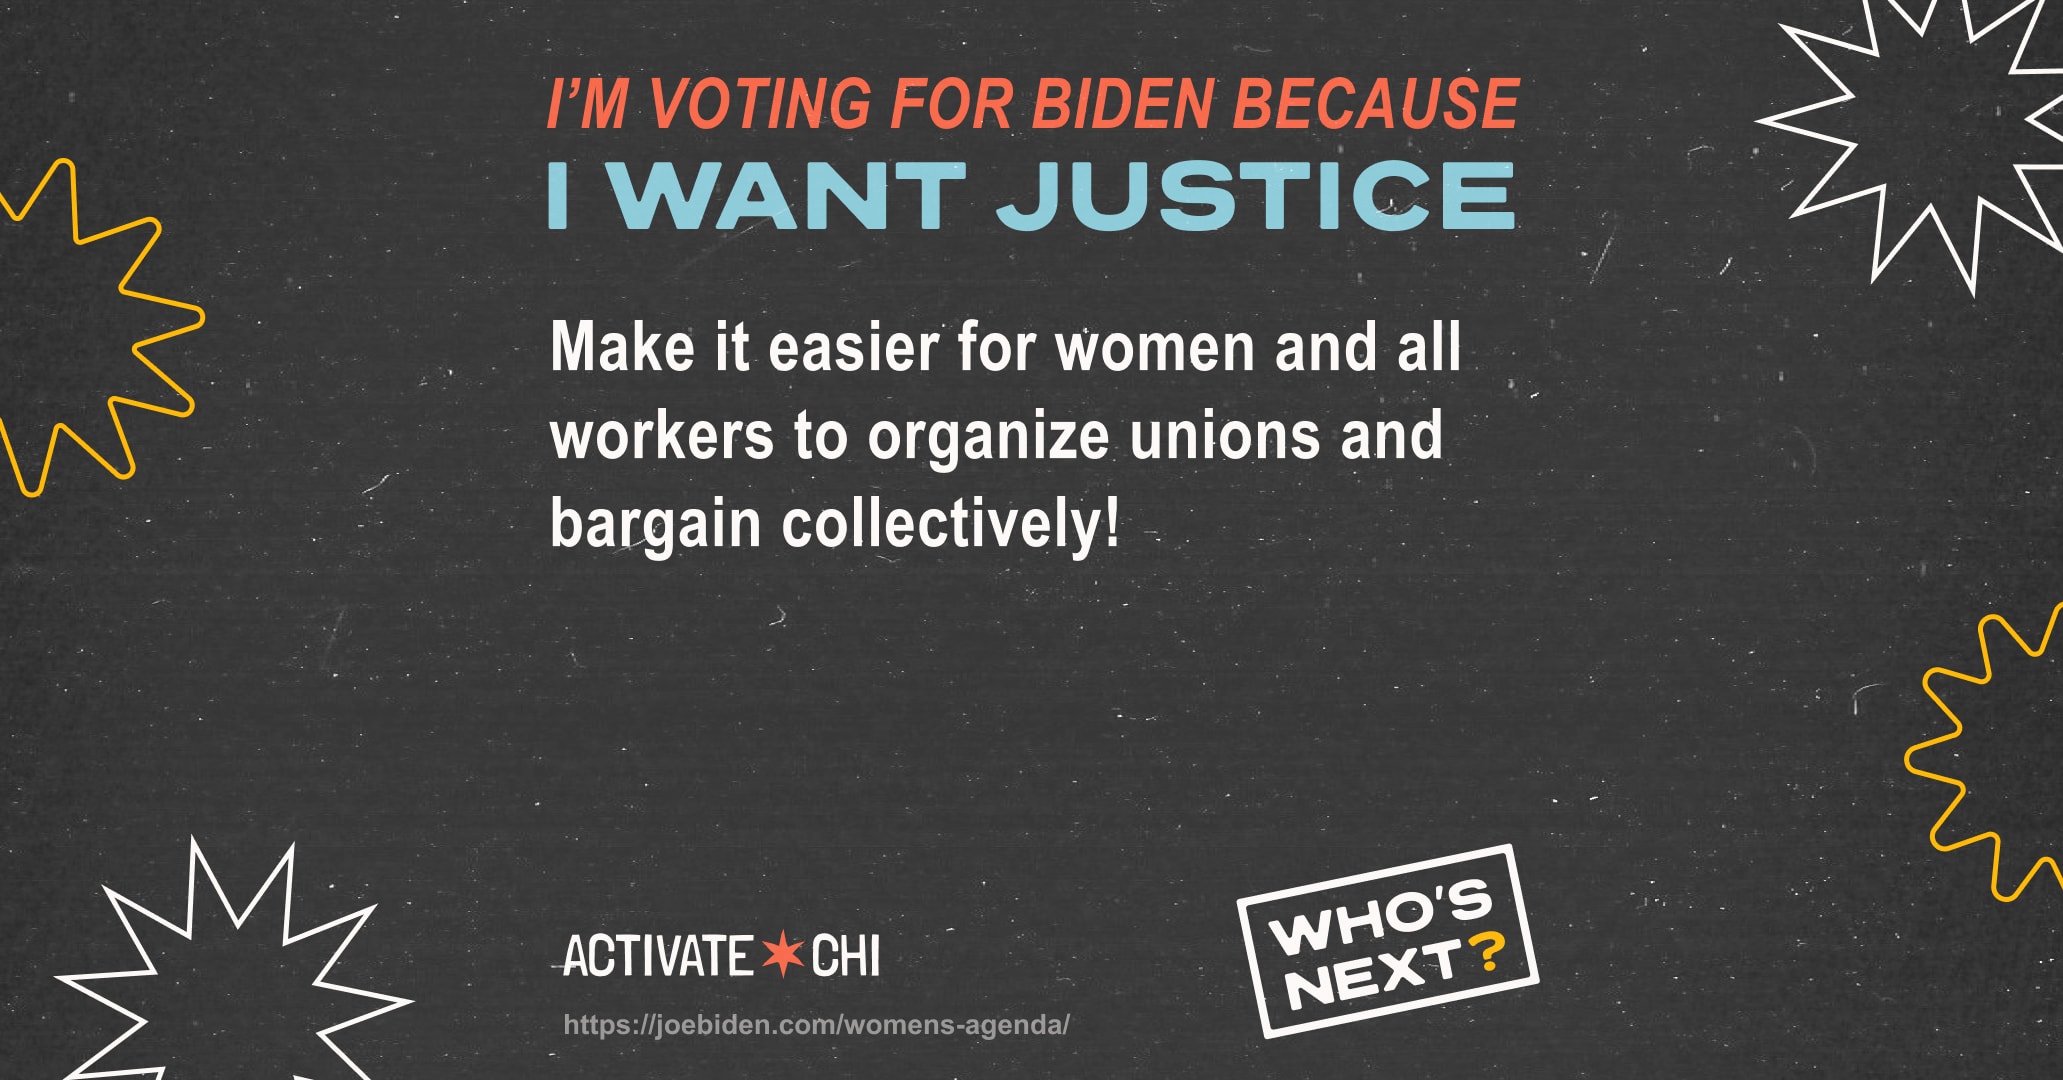 I'M VOTING FOR BIDEN BECAUSE
I WANT JUSTICE
Make it easier for women and all
workers to organize unions and
bargain collectively!
ACTIVATE CHI
https://joebiden.com/womens-agenda/
WHO'S
NEXT?